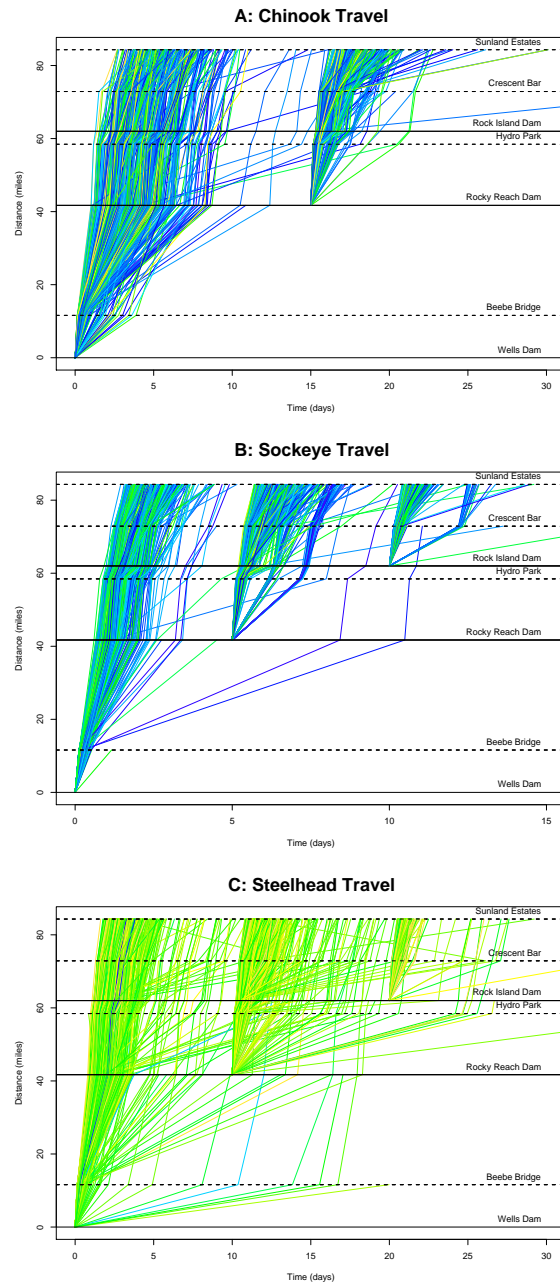 A: Chinook Travel
Sunland Estates
80
Crescent Bar
Rock Island Dam
60
Hydro Park
Distance (miles)
40
Rocky Reach Dam
20
Beebe Bridge
0
Wells Dam
0 5 10 15 20 25 30
Time (days)
B: Sockeye Travel
Sunland Estates
80
Crescent Bar
Rock Island Dam
60
Hydro Park
Distance (miles)
40
Rocky Reach Dam
20
Beebe Bridge
0
Wells Dam
0 5 10 15
Time (days)
C: Steelhead Travel
Sunland Estates
80
Crescent Bar
Rock Island Dam
60
Hydro Park
Distance (miles)
40
Rocky Reach Dam
20
Beebe Bridge
0
Wells Dam
0 5 10 15 20 25 30
Time (days)